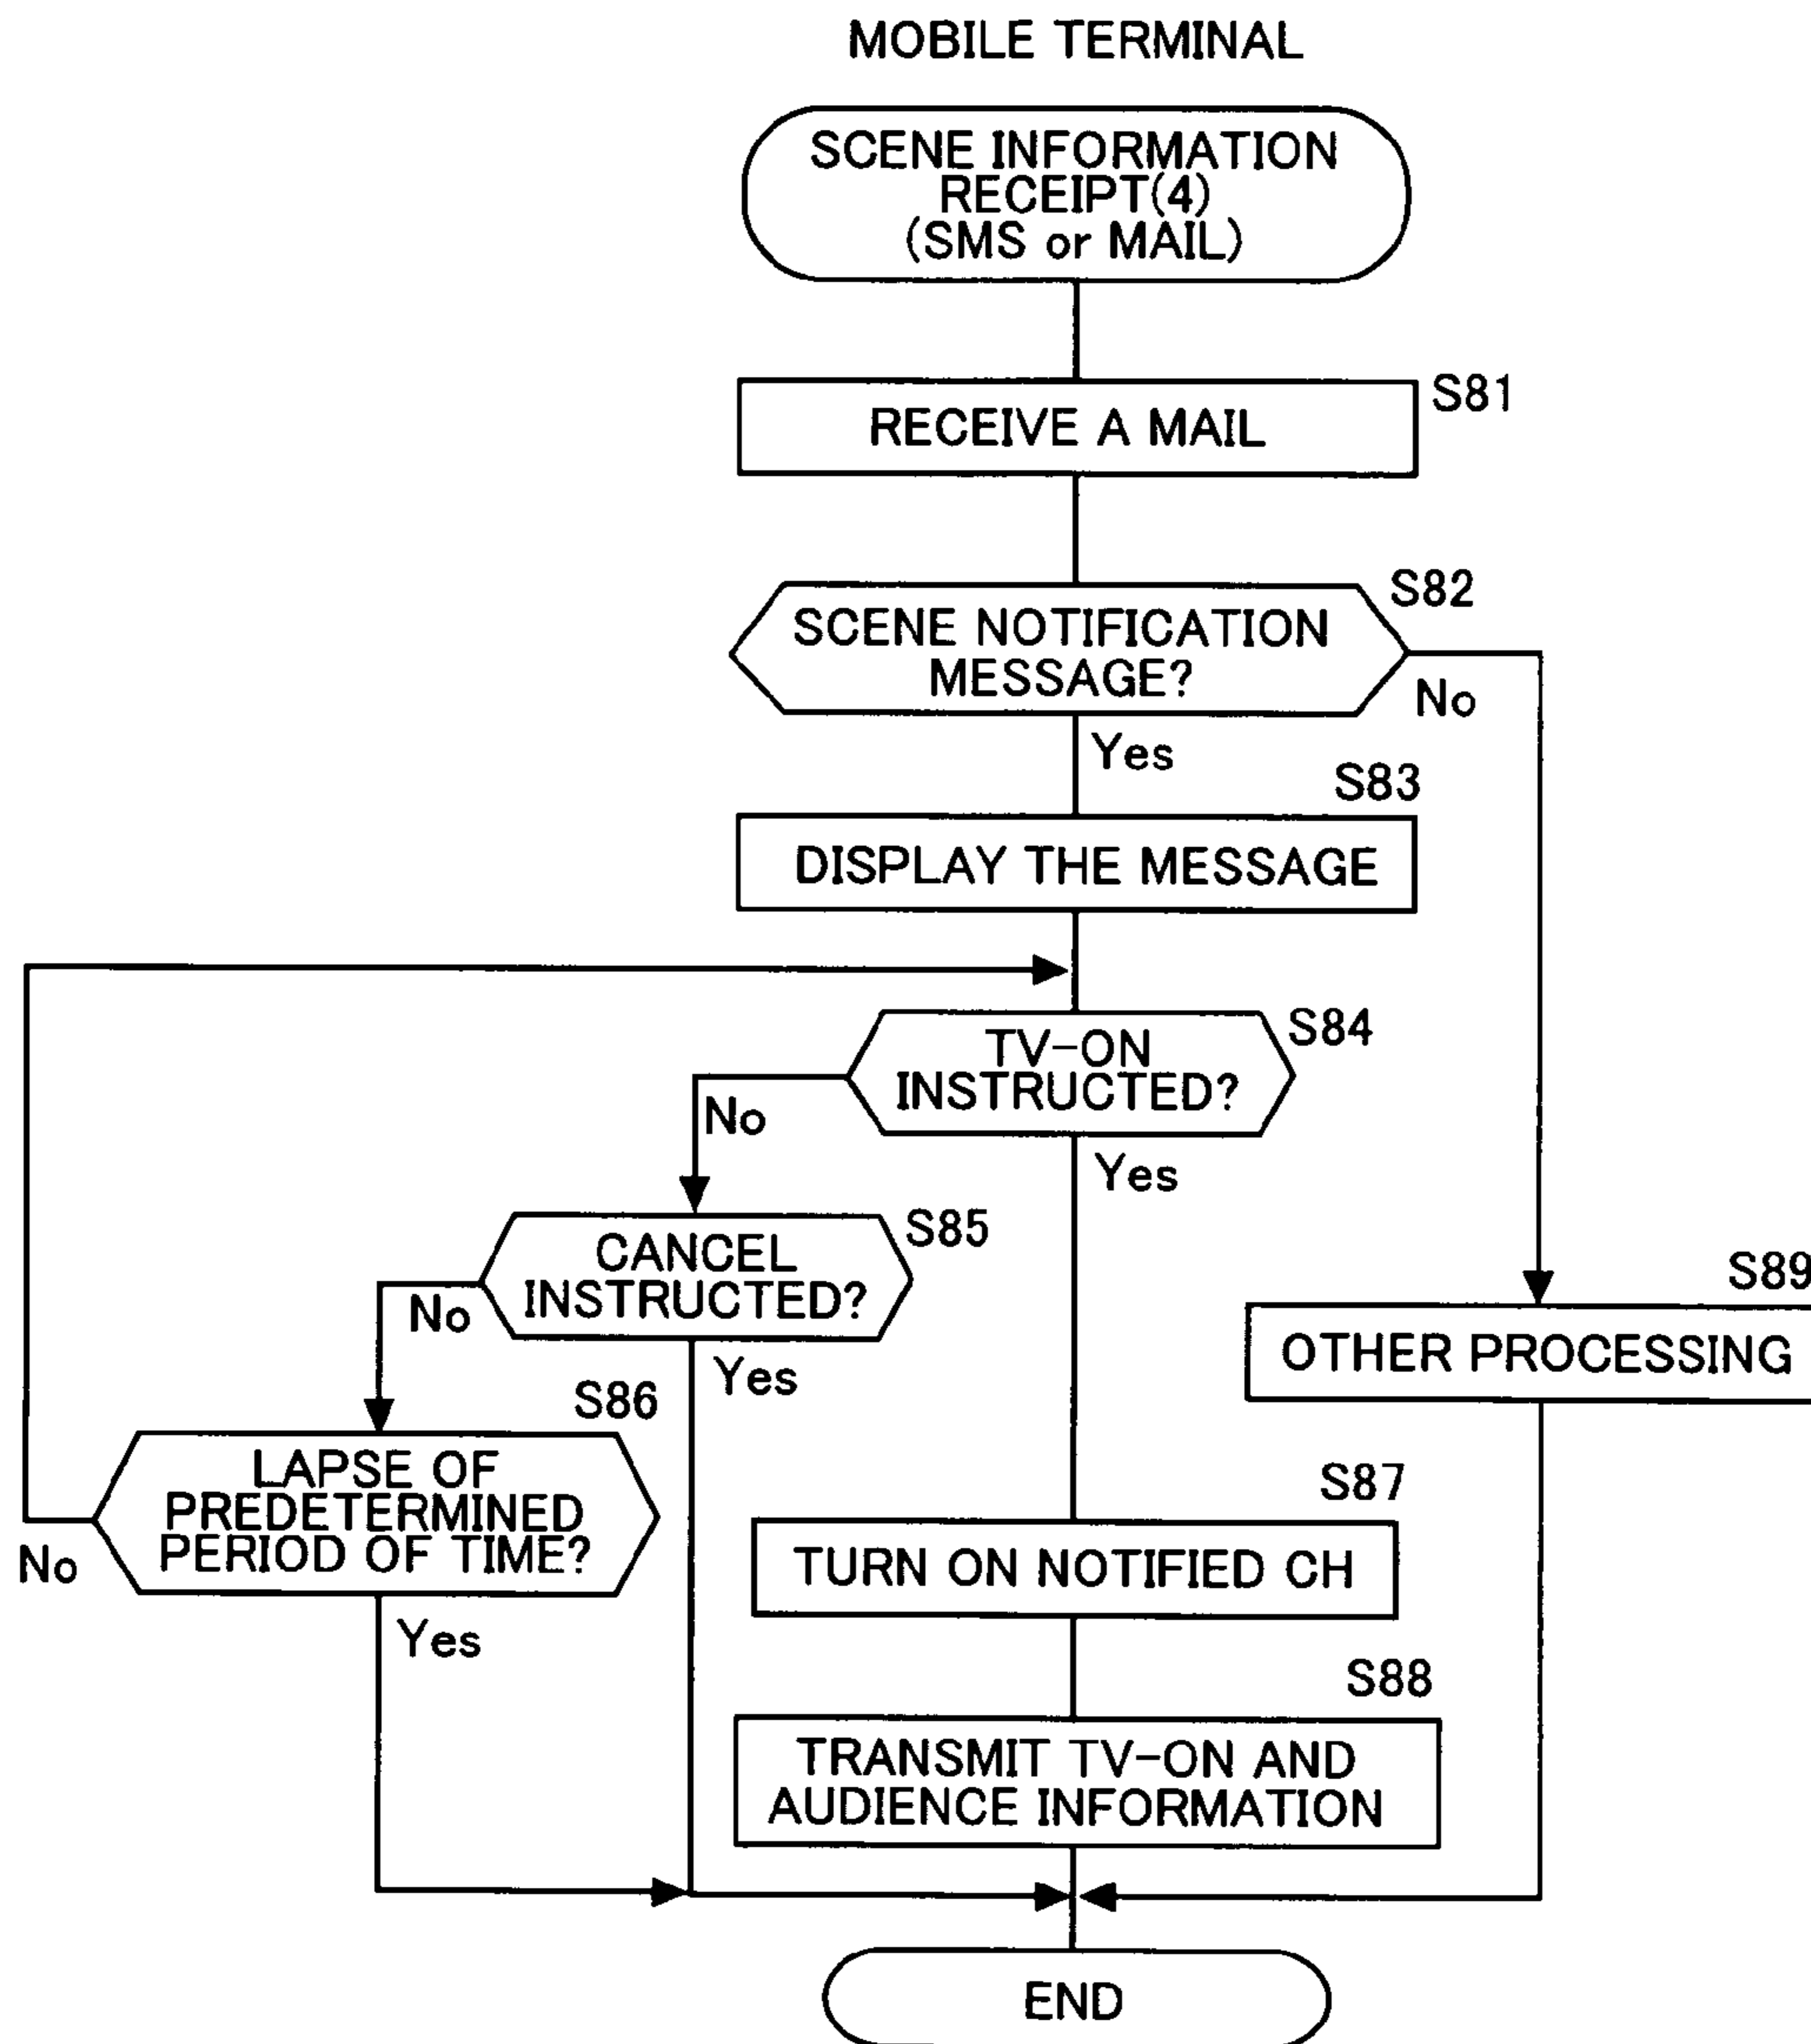 MOBILE TERMINAL
SCENE INFORMATION
RECEIPT(4)
(SMS or MAIL)
S81
RECEIVE A MAIL
S82
SCENE NOTIFICATION
MESSAGE?
No
Yes
S83
DISPLAY THE MESSAGE
S84
TV-ON
INSTRUCTED?
No
Yes
S85
CANCEL
INSTRUCTED?
No
Yes
S89
OTHER PROCESSING
S86
LAPSE OF
PREDETERMINED
PERIOD OF TIME?
No
Yes
S87
TURN ON NOTIFIED CH
S88
TRANSMIT TV-ON AND
AUDIENCE INFORMATION
END